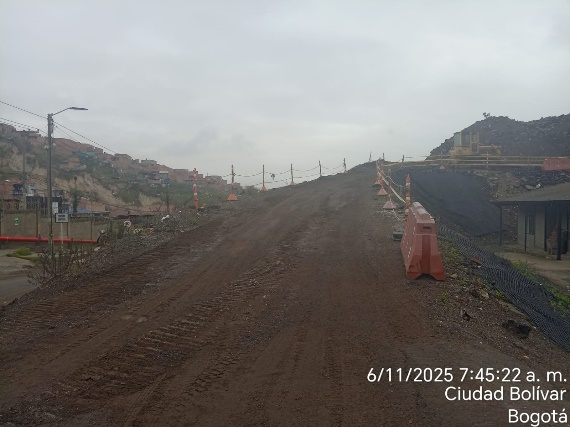 6/11/2025 7:45:22 a. m.
Ciudad Bolívar
Bogotá